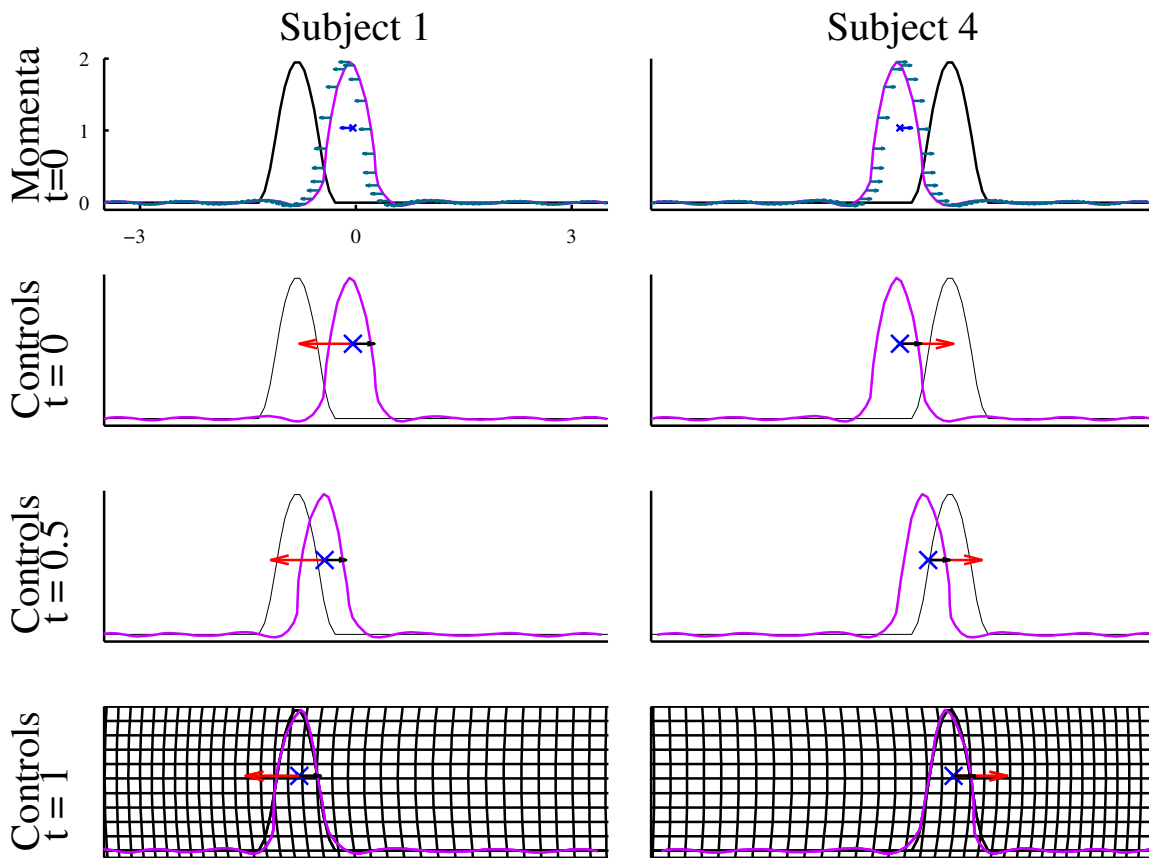 Subject 1
Subject 4
Momenta
t=0
2
1
0
−3
0
3
Controls
t = 0
Controls
t = 0.5
Controls
t = 1